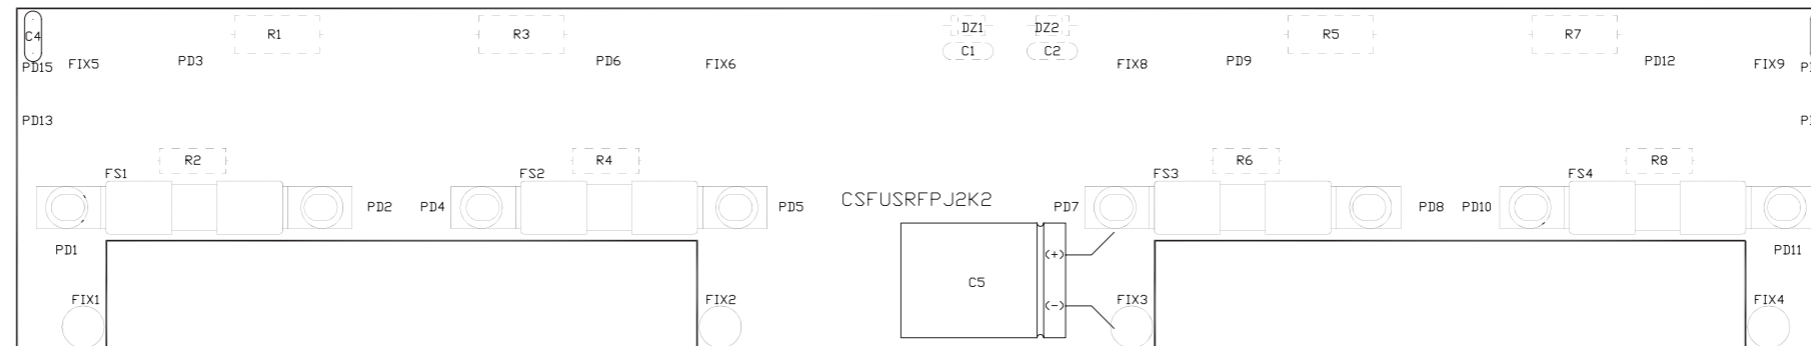 C4
R1
R3
DZ1
DZ2
R5
R7
C1
C2
PD15
FIX5
PD3
PD6
FIX6
FIX8
PD9
PD12
FIX9
PD13
R2
R4
R6
R8
FS1
FS2
FS3
FS4
CSFUSRFPJ2K2
PD2
PD4
PD5
PD7
PD8
PD10
PD1
(+)
PD11
C5
(-)
FIX1
FIX2
FIX3
FIX4